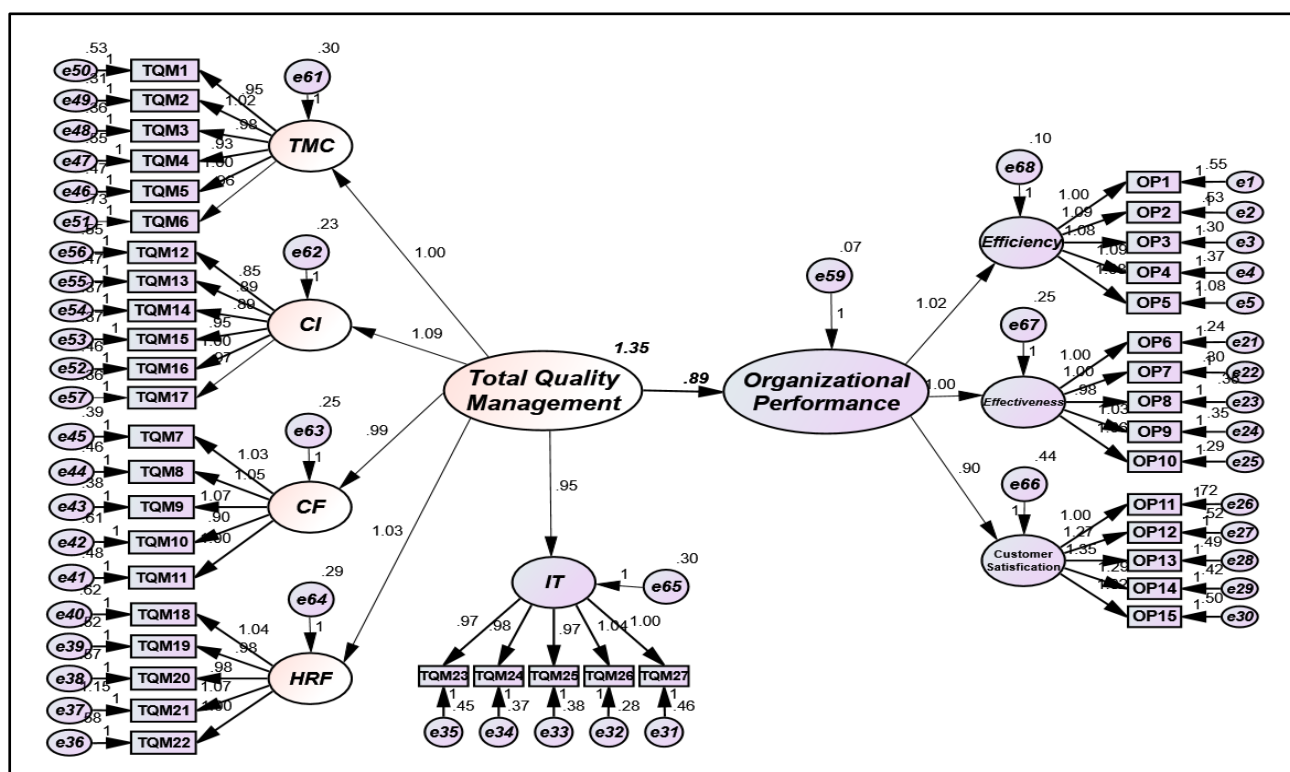 .53
e50
1
TQM1
.31
e49
1
TQM2
.36
e48
1
TQM3
.55
e47
1
TQM4
.47
e46
1
TQM5
.73
e51
1
TQM6
.95
1.02
.98
.93
1.00
.96
.30
e61
1
TMC
e56
1
TQM12
.47
e55
1
TQM13
e54
1
TQM14
e53
1
TQM15
.46
e52
1
TQM16
.36
e57
1
TQM17
.85
.89
.89
.95
1.00
.97
.23
e62
1
CI
.39
e45
1
TQM7
.46
e44
1
TQM8
.38
e43
1
TQM9
.61
e42
1
TQM10
.48
e41
1
TQM11
1.03
1.05
1.07
.90
1.00
.25
e63
1
CF
.62
e40
1
TQM18
e39
1
TQM19
e38
1
TQM20
1.15
e37
1
TQM21
e36
1
TQM22
1.04
.98
.98
1.07
1.00
.29
e64
1
HRF
1.00
1.09
.99
1.03
.95
1.35
Total Quality
Management
.89
IT
1
.30
e65
.97
.98
.97
1.04
1.00
TQM23
TQM24
TQM25
TQM26
TQM27
1
1
1
1
1
.45
.37
.38
.28
.46
e35
e34
e33
e32
e31
.07
e59
1
Organizational
Performance
1.02
1.00
.90
.10
e68
1
Efficiency
1.00
1.09
1.08
1.09
1.08
OP1
1
.55
e1
OP2
1
.53
e2
OP3
1
.30
e3
OP4
1
.37
e4
OP5
1
1.08
e5
.25
e67
1
Effectiveness
1.00
1.00
.98
1.03
OP6
1
.24
e21
OP7
1
.30
e22
OP8
1
e23
OP9
1
.35
e24
OP10
1
.29
e25
.44
e66
1
Customer
Satisfication
1.00
1.27
1.35
1.29
OP11
1
.72
e26
OP12
1
.52
e27
OP13
1
.49
e28
OP14
1
.42
e29
OP15
1
.50
e30